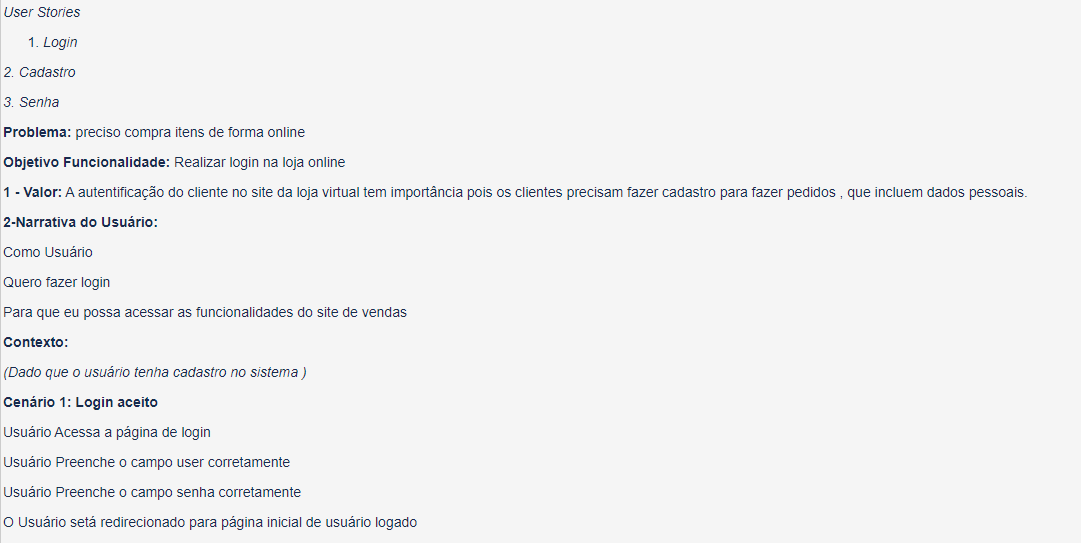 User Stories
1. Login
2. Cadastro
3. Senha
Problema: preciso compra itens de forma online
Objetivo Funcionalidade: Realizar login na loja online
1 - Valor: A autentificação do cliente no site da loja virtual tem importância pois os clientes precisam fazer cadastro para fazer pedidos , que incluem dados pessoais.
2-Narrativa do Usuário:
Como Usuário
Quero fazer login
Para que eu possa acessar as funcionalidades do site de vendas
Contexto:
(Dado que o usuário tenha cadastro no sistema )
Cenário 1: Login aceito
Usuário Acessa a página de login
Usuário Preenche o campo user corretamente
Usuário Preenche o campo senha corretamente
O Usuário setá redirecionado para página inicial de usuário logado